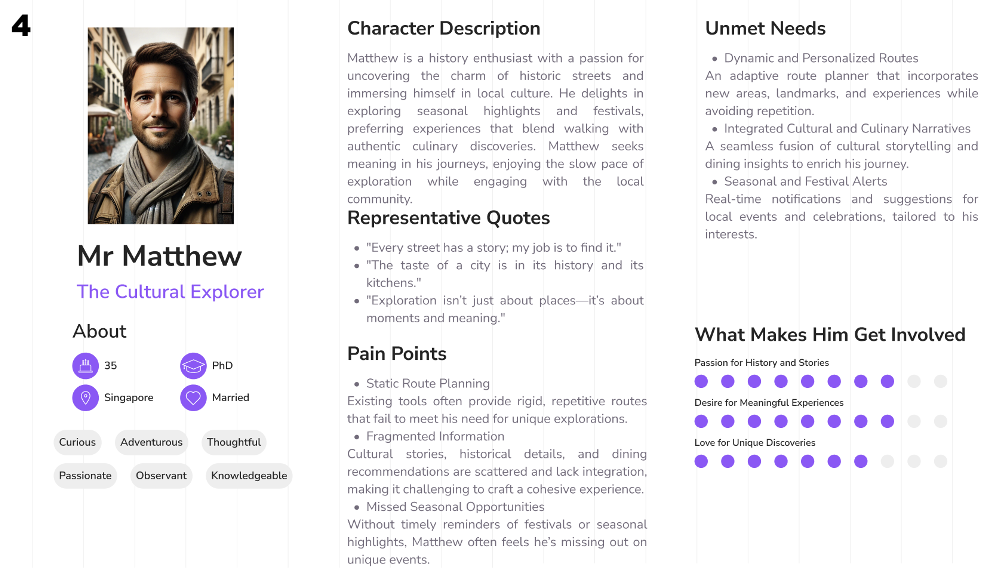 4
Mr Matthew
The Cultural Explorer
About
35
PhD
Singapore
Married
Curious
Adventurous
Thoughtful
Passionate
Observant
Knowledgeable
Character Description
Matthew is a history enthusiast with a passion for
uncovering the charm of historic streets and
immersing himself in local culture. He delights in
exploring seasonal highlights and festivals,
preferring experiences that blend walking with
authentic culinary discoveries. Matthew seeks
meaning in his journeys, enjoying the slow pace of
exploration while engaging with the local
community.
Representative Quotes
• "Every street has a story; my job is to find it."
• "The taste of a city is in its history and its
kitchens."
• "Exploration isn't just about places—it's about
moments and meaning."
Pain Points
• Static Route Planning
Existing tools often provide rigid, repetitive routes
that fail to meet his need for unique explorations.
• Fragmented Information
Cultural stories, historical details, and dining
recommendations are scattered and lack integration,
making it challenging to craft a cohesive experience.
• Missed Seasonal Opportunities
Without timely reminders of festivals or seasonal
highlights, Matthew often feels he's missing out on
unique events.
Unmet Needs
• Dynamic and Personalized Routes
An adaptive route planner that incorporates
new areas, landmarks, and experiences while
avoiding repetition.
• Integrated Cultural and Culinary Narratives
A seamless fusion of cultural storytelling and
dining insights to enrich his journey.
• Seasonal and Festival Alerts
Real-time notifications and suggestions for
local events and celebrations, tailored to his
interests.
What Makes Him Get Involved
Passion for History and Stories
Desire for Meaningful Experiences
Love for Unique Discoveries